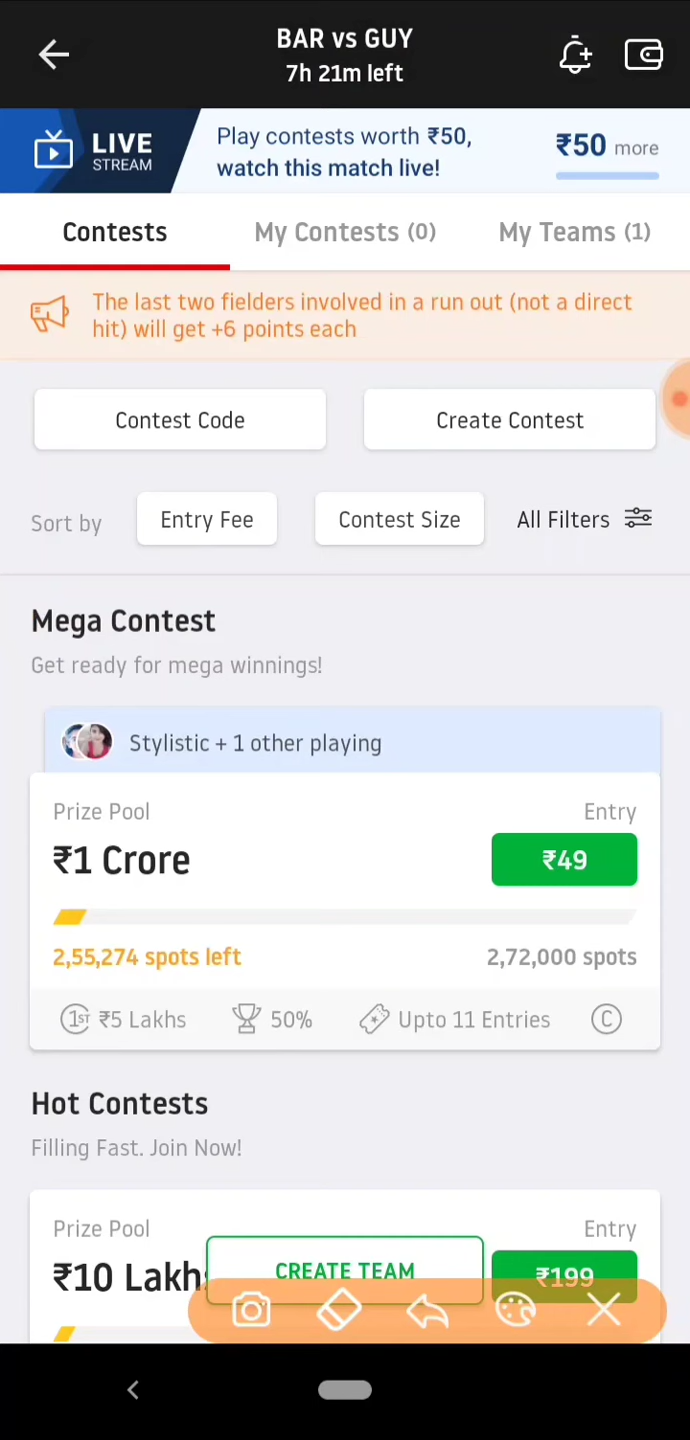 BAR vs GUY
7h 21m left
LIVE
STREAM
Play contests worth ₹50,
watch this match live!
₹50 more
Contests
My Contests (0)
My Teams (1)
The last two fielders involved in a run out (not a direct
hit) will get +6 points each
Contest Code
Create Contest
Sort by
Entry Fee
Contest Size
All Filters
Mega Contest
Get ready for mega winnings!
Stylistic + 1 other playing
Prize Pool
Entry
₹1 Crore
₹49
2,55,274 spots left
2,72,000 spots
1ST ₹5 Lakhs
50%
Upto 11 Entries
C
Hot Contests
Filling Fast. Join Now!
Prize Pool
Entry
₹10 Lakh
CREATE TEAM
₹199